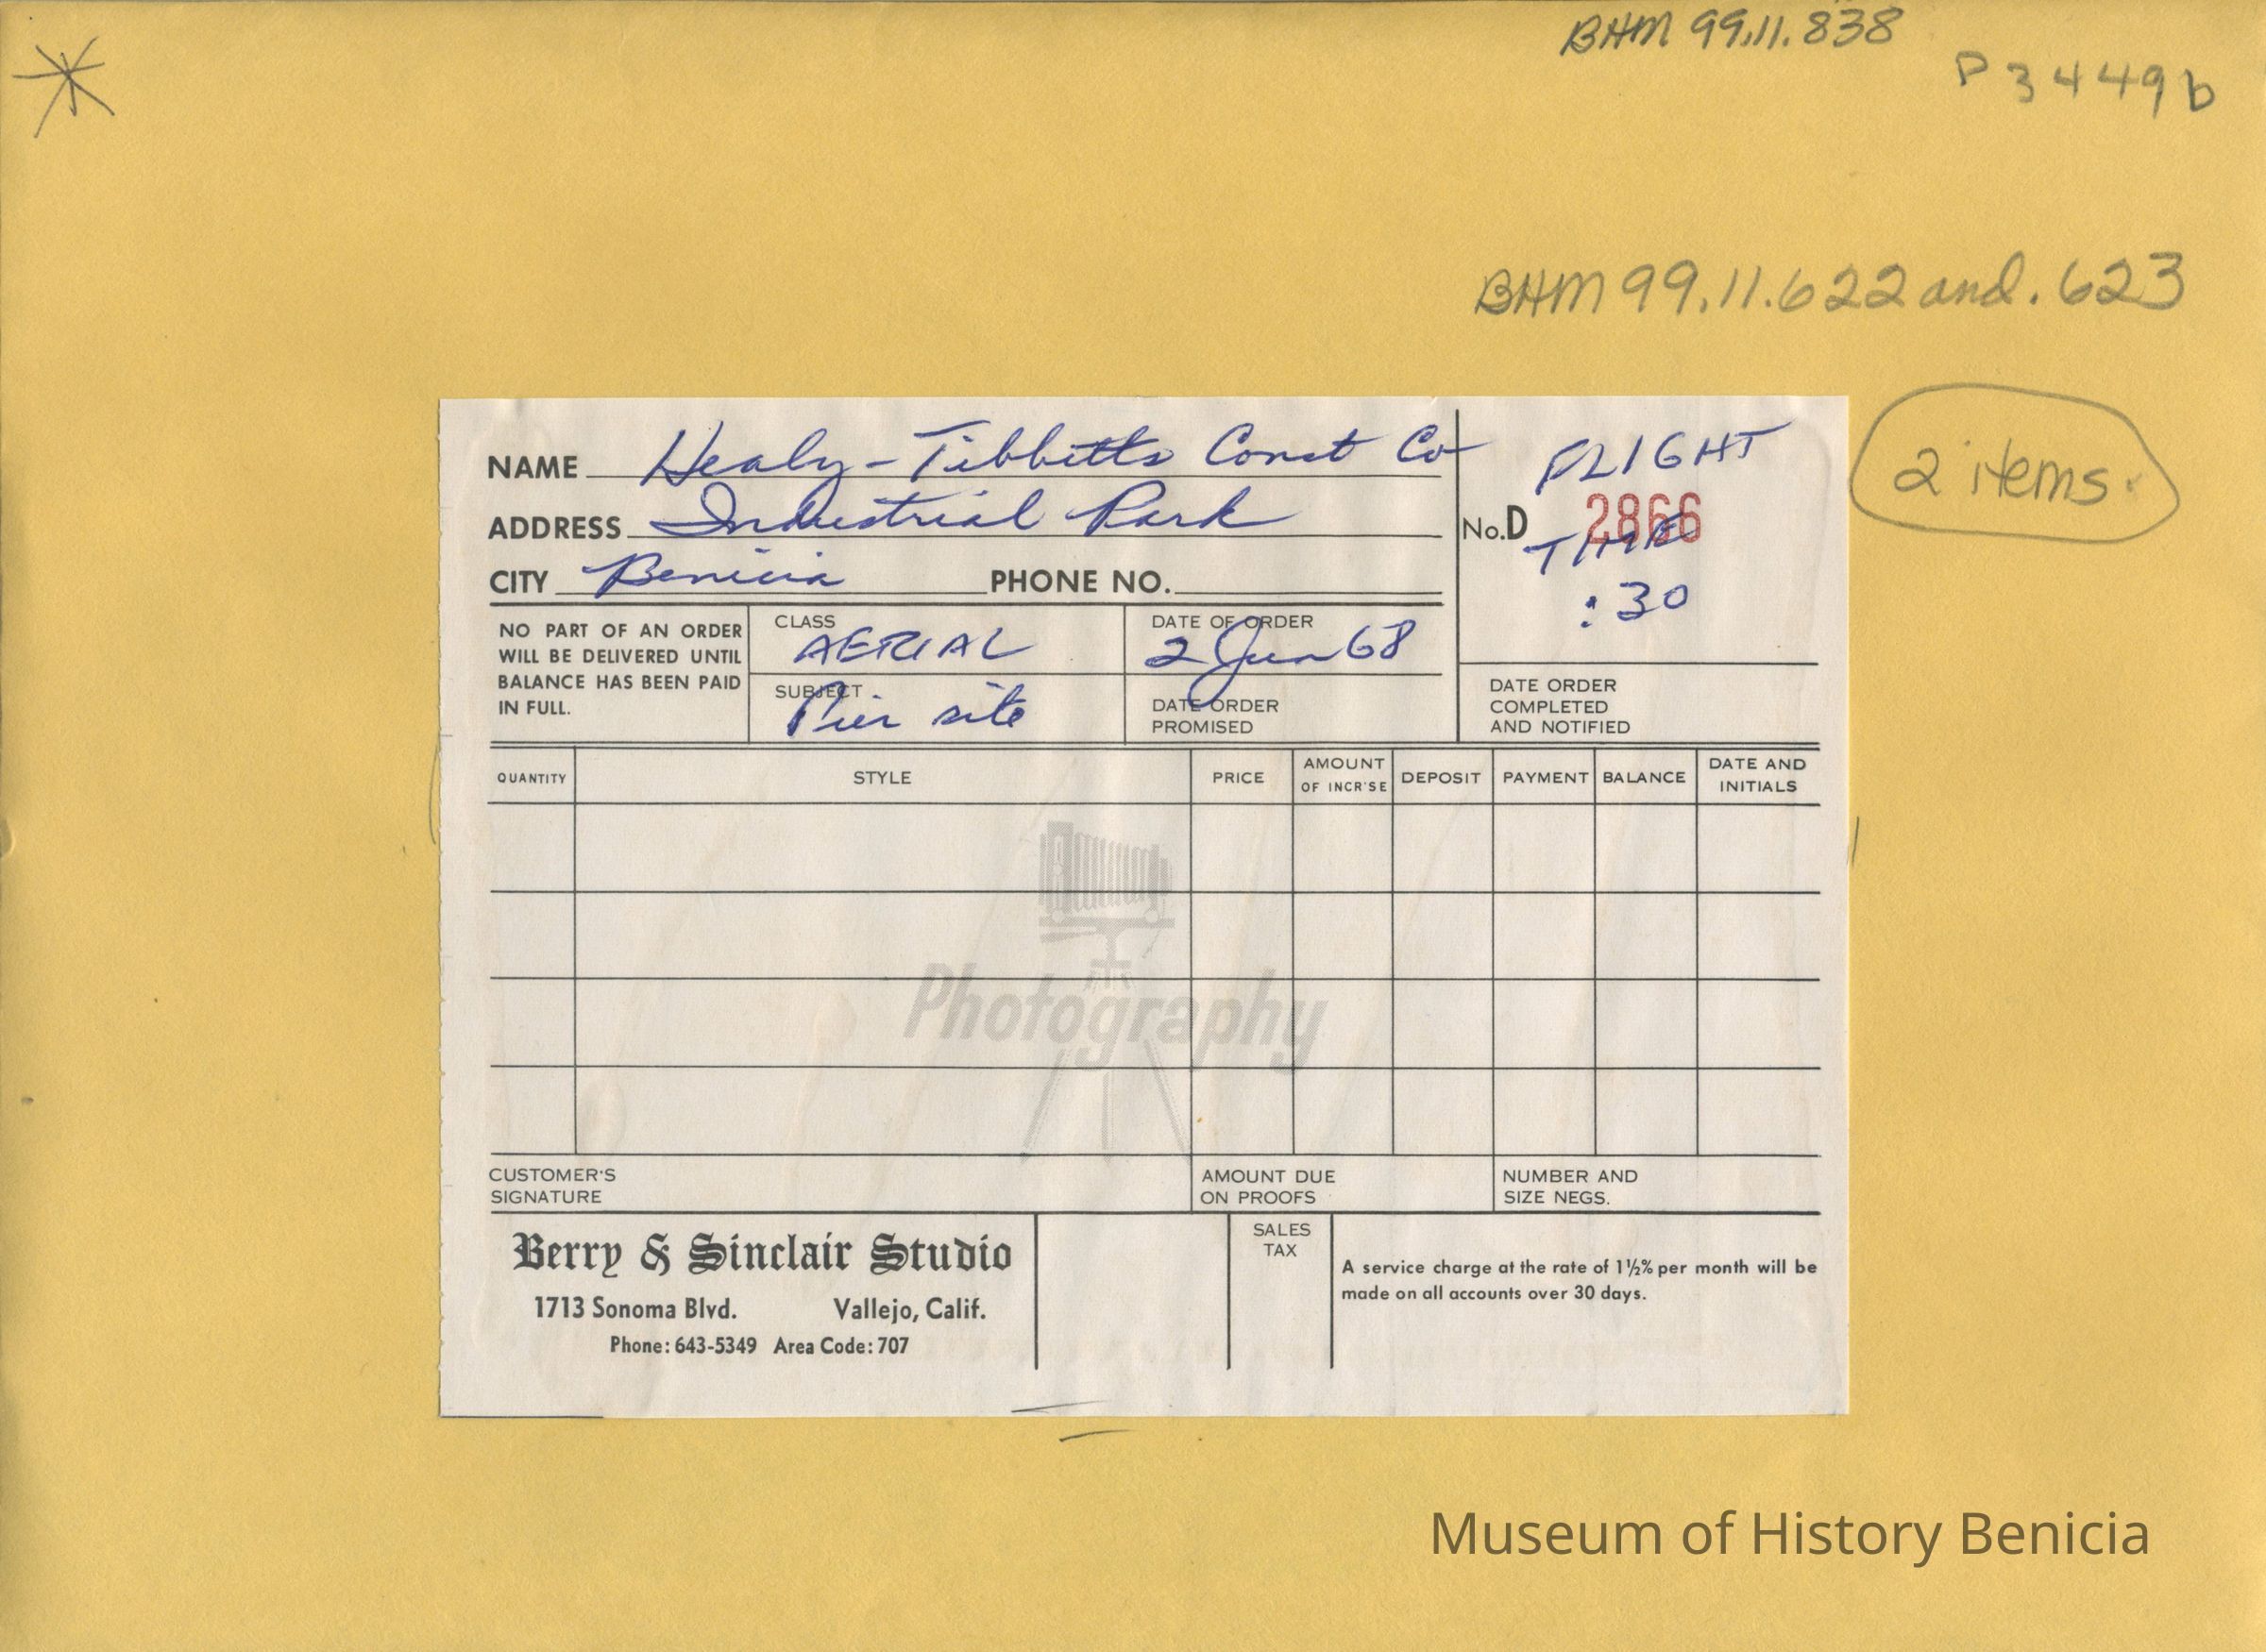 BHM 99.11.838
P3449b
BHM 99.11.622 and .623
2 items
NAME Healy-Tibbitts Const Co
ADDRESS Industrial Park
CITY Benicia PHONE NO.
FLIGHT
No. D 2866
TIME
:30
NO PART OF AN ORDER
WILL BE DELIVERED UNTIL
BALANCE HAS BEEN PAID
IN FULL.
CLASS
AERIAL
SUBJECT
Pier site
DATE OF ORDER
2 Jun 68
DATE ORDER
PROMISED
DATE ORDER
COMPLETED
AND NOTIFIED
QUANTITY STYLE PRICE AMOUNT OF INCR'SE DEPOSIT PAYMENT BALANCE DATE AND INITIALS
Photography
CUSTOMER'S
SIGNATURE
AMOUNT DUE
ON PROOFS
NUMBER AND
SIZE NEGS.
Berry & Sinclair Studio
1713 Sonoma Blvd. Vallejo, Calif.
Phone: 643-5349 Area Code: 707
SALES
TAX
A service charge at the rate of 1½% per month will be
made on all accounts over 30 days.
Museum of History Benicia